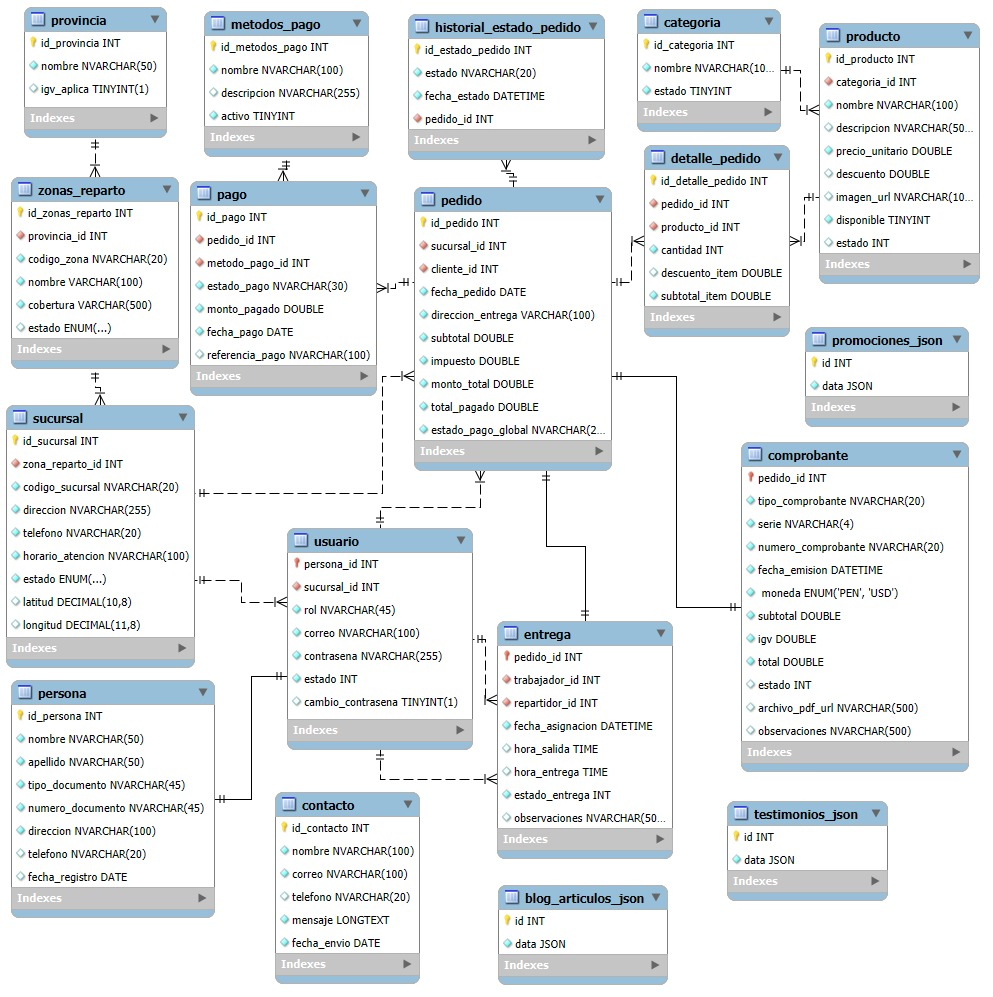 provincia
id_provincia INT
nombre NVARCHAR(50)
igv_aplica TINYINT(1)
Indexes
metodos_pago
id_metodos_pago INT
nombre NVARCHAR(100)
descripcion NVARCHAR(255)
activo TINYINT
Indexes
historial_estado_pedido
id_estado_pedido INT
estado NVARCHAR(20)
fecha_estado DATETIME
pedido_id INT
Indexes
categoria
id_categoria INT
nombre NVARCHAR(10...
estado TINYINT
Indexes
producto
id_producto INT
categoria_id INT
nombre NVARCHAR(100)
descripcion NVARCHAR(50...
precio_unitario DOUBLE
descuento DOUBLE
imagen_url NVARCHAR(10...
disponible TINYINT
estado INT
Indexes
zonas_reparto
id_zonas_reparto INT
provincia_id INT
codigo_zona NVARCHAR(20)
nombre VARCHAR(100)
cobertura VARCHAR(500)
estado ENUM(...)
Indexes
pago
id_pago INT
pedido_id INT
metodo_pago_id INT
estado_pago NVARCHAR(30)
monto_pagado DOUBLE
fecha_pago DATE
referencia_pago NVARCHAR(100)
Indexes
pedido
id_pedido INT
sucursal_id INT
cliente_id INT
fecha_pedido DATE
direccion_entrega VARCHAR(100)
subtotal DOUBLE
impuesto DOUBLE
monto_total DOUBLE
total_pagado DOUBLE
estado_pago_global NVARCHAR(2...
Indexes
detalle_pedido
id_detalle_pedido INT
pedido_id INT
producto_id INT
cantidad INT
descuento_item DOUBLE
subtotal_item DOUBLE
Indexes
promociones_json
id INT
data JSON
Indexes
sucursal
id_sucursal INT
zona_reparto_id INT
codigo_sucursal NVARCHAR(20)
direccion NVARCHAR(255)
telefono NVARCHAR(20)
horario_atencion NVARCHAR(100)
estado ENUM(...)
latitud DECIMAL(10,8)
longitud DECIMAL(11,8)
Indexes
usuario
persona_id INT
sucursal_id INT
rol NVARCHAR(45)
correo NVARCHAR(100)
contrasena NVARCHAR(255)
estado INT
cambio_contrasena TINYINT(1)
Indexes
comprobante
pedido_id INT
tipo_comprobante NVARCHAR(20)
serie NVARCHAR(4)
numero_comprobante NVARCHAR(20)
fecha_emision DATETIME
moneda ENUM('PEN', 'USD')
subtotal DOUBLE
igv DOUBLE
total DOUBLE
estado INT
archivo_pdf_url NVARCHAR(500)
observaciones NVARCHAR(500)
Indexes
entrega
pedido_id INT
trabajador_id INT
repartidor_id INT
fecha_asignacion DATETIME
hora_salida TIME
hora_entrega TIME
estado_entrega INT
observaciones NVARCHAR(50...
Indexes
persona
id_persona INT
nombre NVARCHAR(50)
apellido NVARCHAR(50)
tipo_documento NVARCHAR(45)
numero_documento NVARCHAR(45)
direccion NVARCHAR(100)
telefono NVARCHAR(20)
fecha_registro DATE
Indexes
contacto
id_contacto INT
nombre NVARCHAR(100)
correo NVARCHAR(100)
telefono NVARCHAR(20)
mensaje LONGTEXT
fecha_envio DATE
Indexes
testimonios_json
id INT
data JSON
Indexes
blog_articulos_json
id INT
data JSON
Indexes